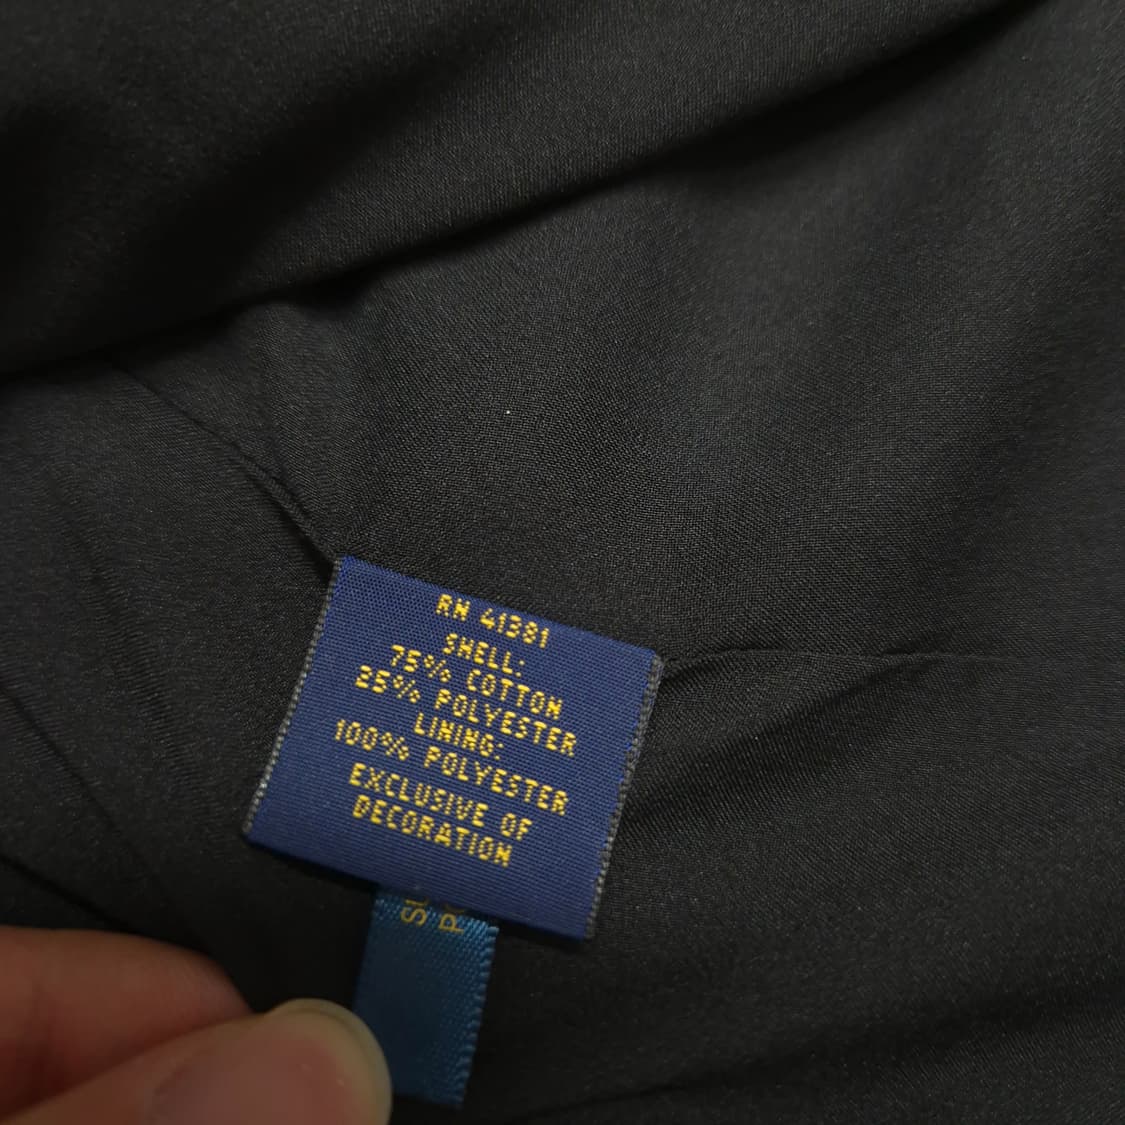 RN 41381
SHELL:
75% COTTON
25% POLYESTER
LINING:
100% POLYESTER
EXCLUSIVE OF
DECORATION